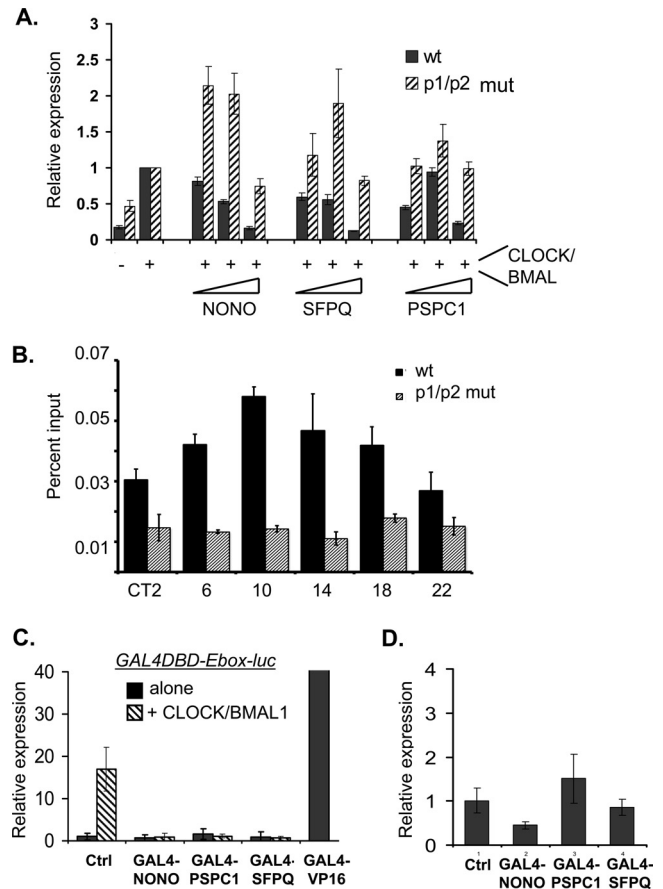 A.
Relative expression
3
2.5
2
1.5
1
0.5
0
wt
p1/p2 mut
- + + + + + + + + + +
CLOCK/
BMAL
NONO SFPQ PSPC1
B.
Percent input
0.07
0.05
0.03
0.01
wt
p1/p2 mut
CT2 6 10 14 18 22
C.
GAL4DBD-Ebox-luc
alone
+ CLOCK/BMAL1
Relative expression
40
30
20
10
0
Ctrl GAL4- GAL4- GAL4- GAL4-
NONO PSPC1 SFPQ VP16
D.
Relative expression
4
2
1
0
1 2 3 4
Ctrl GAL4- GAL4- GAL4-
NONO PSPC1 SFPQ